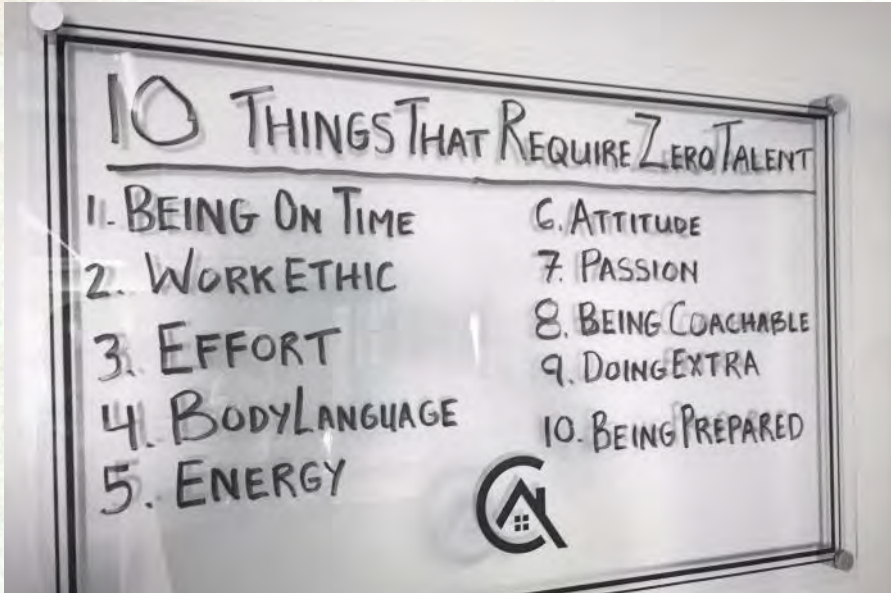 10 THINGS THAT REQUIRE ZERO TALENT
1. BEING ON TIME
2. WORK ETHIC
3. EFFORT
4. BODY LANGUAGE
5. ENERGY
6. ATTITUDE
7. PASSION
8. BEING COACHABLE
9. DOING EXTRA
10. BEING PREPARED